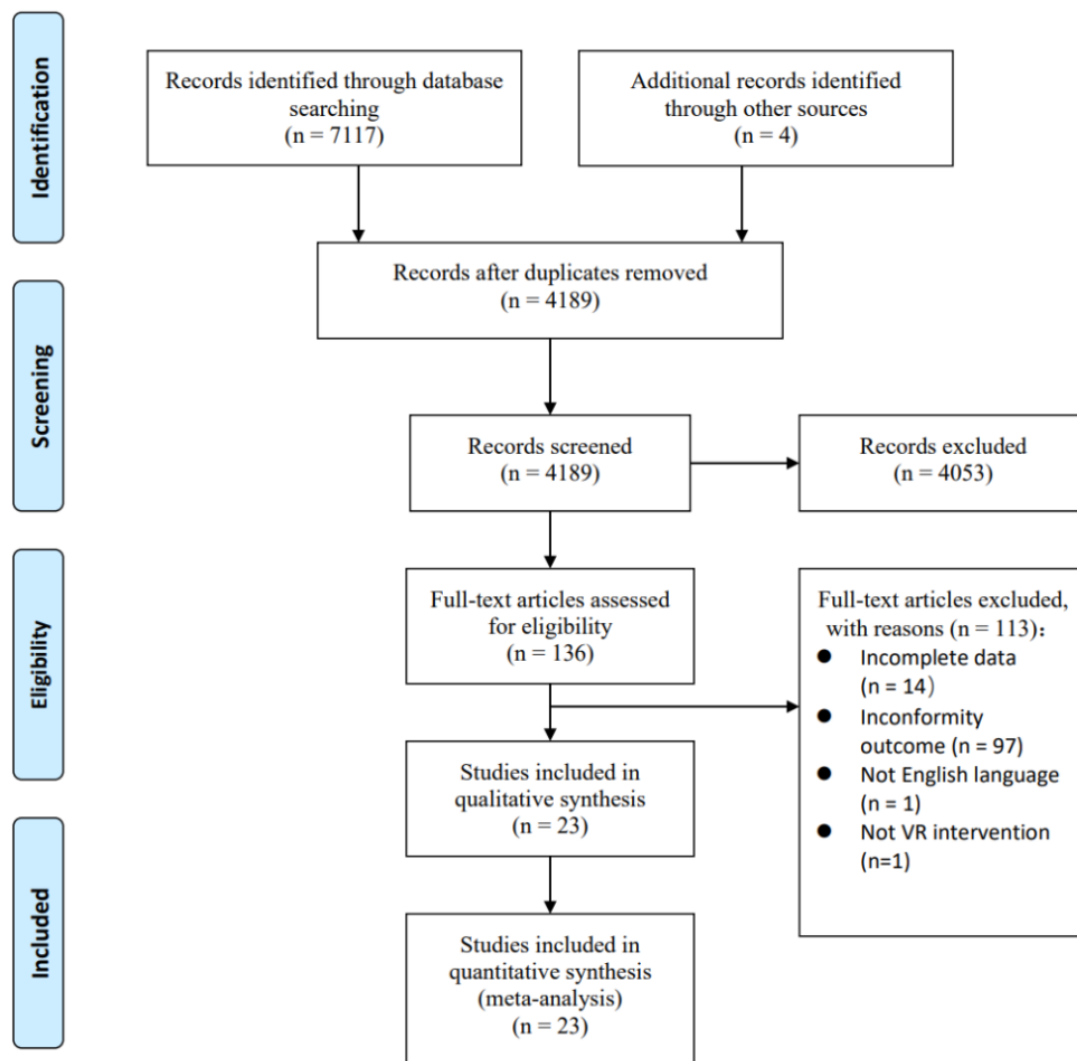 Identification
Records identified through database
searching
(n = 7117)
Additional records identified
through other sources
(n = 4)
Records after duplicates removed
(n = 4189)
Screening
Records screened
(n = 4189)
Records excluded
(n = 4053)
Eligibility
Full-text articles assessed
for eligibility
(n = 136)
Full-text articles excluded,
with reasons (n = 113)：
● Incomplete data
(n = 14）
● Inconformity
outcome (n = 97)
● Not English language
(n = 1)
● Not VR intervention
(n=1)
Studies included in
qualitative synthesis
(n = 23)
Included
Studies included in
quantitative synthesis
(meta-analysis)
(n = 23)